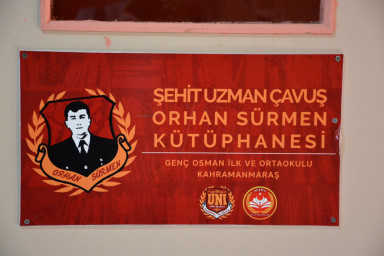 ŞEHİT UZMAN ÇAVUŞ
ORHAN SÜRMEN
KÜTÜPHANESİ
GENÇ OSMAN İLK VE ORTAOKULU
KAHRAMANMARAŞ
ORHAN SÜRMEN
UNI